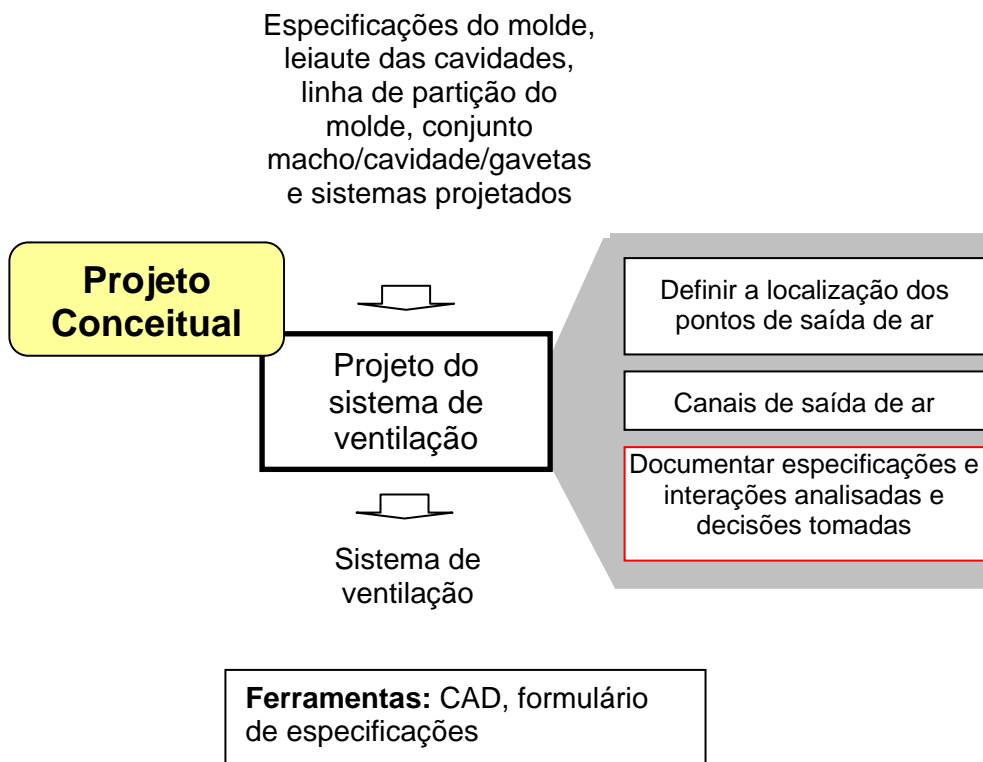 Especificações do molde,
leiaute das cavidades,
linha de partição do
molde, conjunto
macho/cavidade/gavetas
e sistemas projetados
Projeto
Conceitual
Projeto do
sistema de
ventilação
Definir a localização dos
pontos de saída de ar
Canais de saída de ar
Documentar especificações e
interações analisadas e
decisões tomadas
Sistema de
ventilação
Ferramentas: CAD, formulário
de especificações